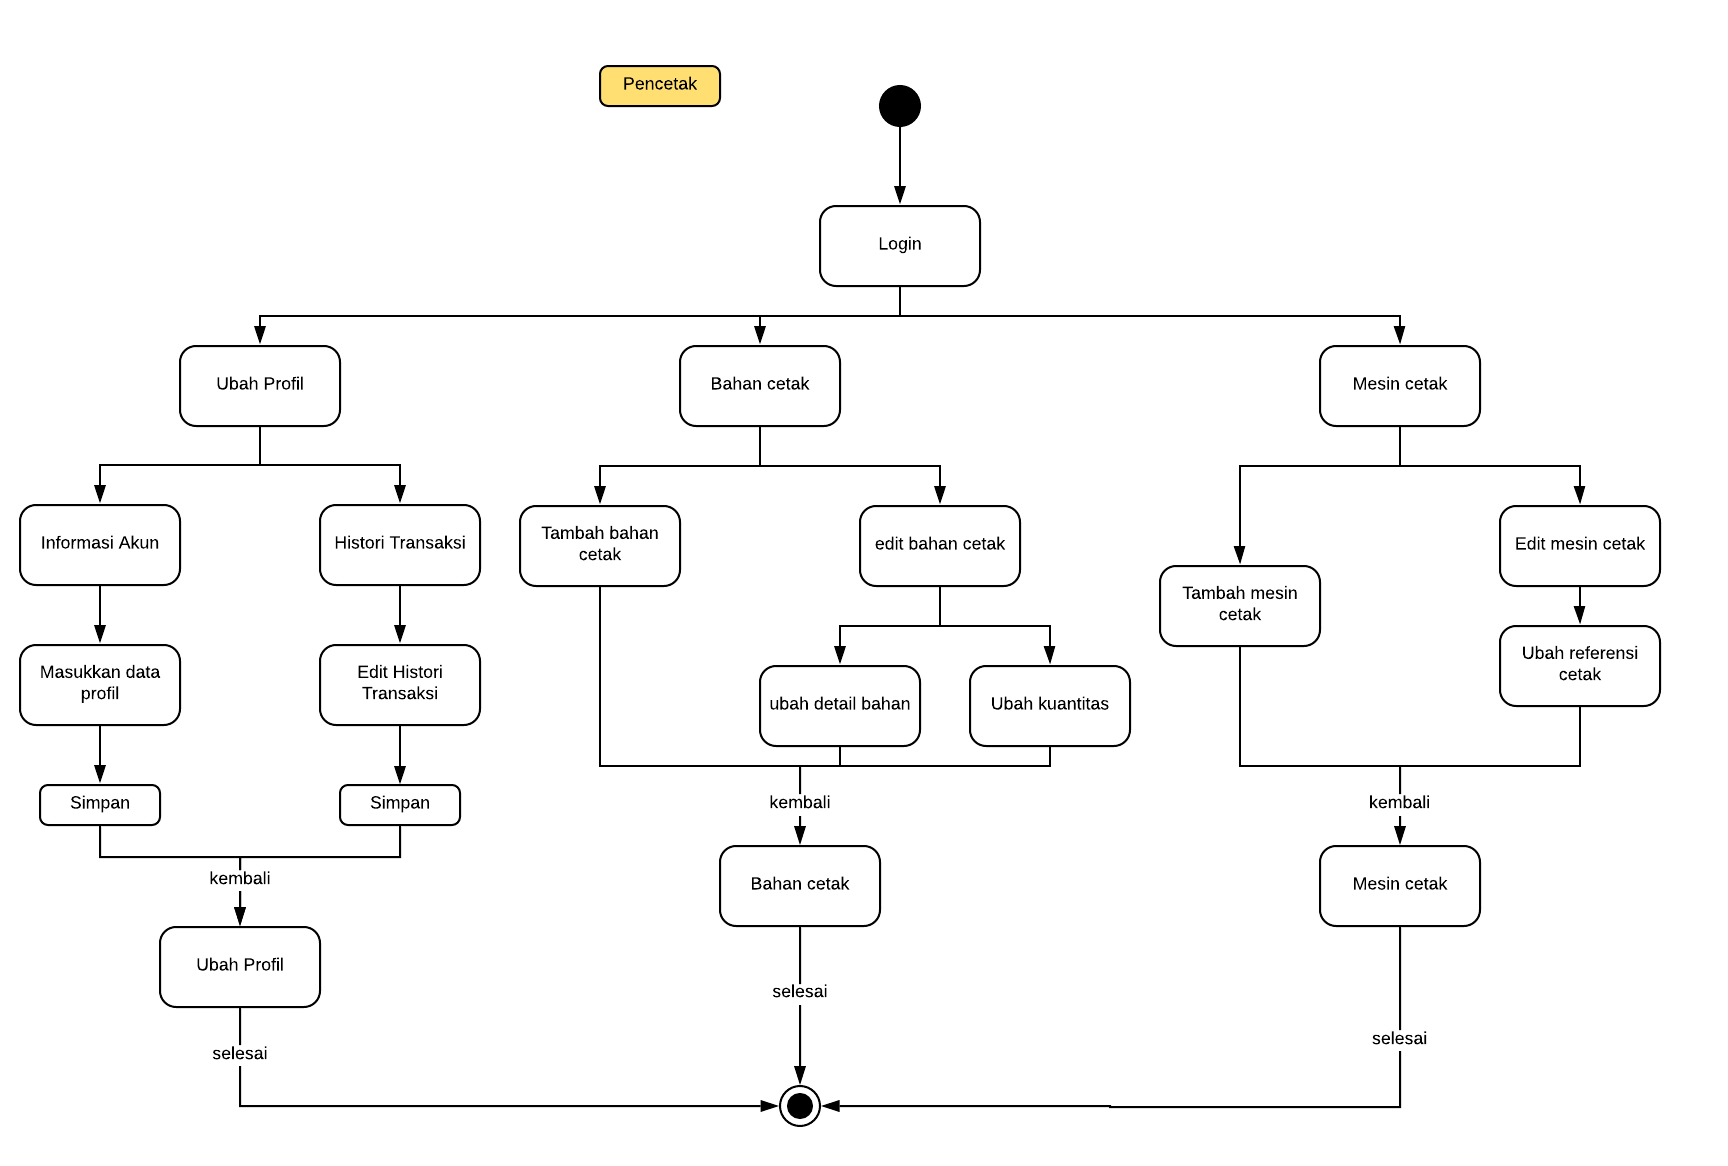 Pencetak
Login
Ubah Profil
Bahan cetak
Mesin cetak
Informasi Akun
Histori Transaksi
Tambah bahan
cetak
edit bahan cetak
Edit mesin cetak
Tambah mesin
cetak
Masukkan data
profil
Edit Histori
Transaksi
ubah detail bahan
Ubah kuantitas
Ubah referensi
cetak
Simpan
Simpan
kembali
kembali
kembali
Bahan cetak
Mesin cetak
Ubah Profil
selesai
selesai
selesai